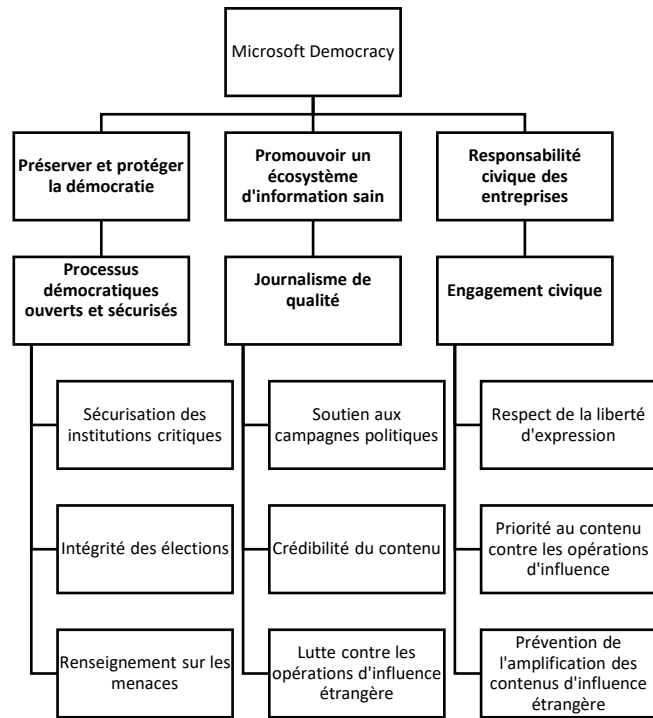 Microsoft Democracy
Préserver et protéger
la démocratie
Promouvoir un
écosystème
d'information sain
Responsabilité
civique des
entreprises
Processus
démocratiques
ouverts et sécurisés
Journalisme de
qualité
Engagement civique
Sécurisation des
institutions critiques
Soutien aux
campagnes politiques
Respect de la liberté
d'expression
Intégrité des élections
Crédibilité du contenu
Priorité au contenu
contre les opérations
d'influence
Renseignement sur les
menaces
Lutte contre les
opérations d'influence
étrangère
Prévention de
l'amplification des
contenus d'influence
étrangère